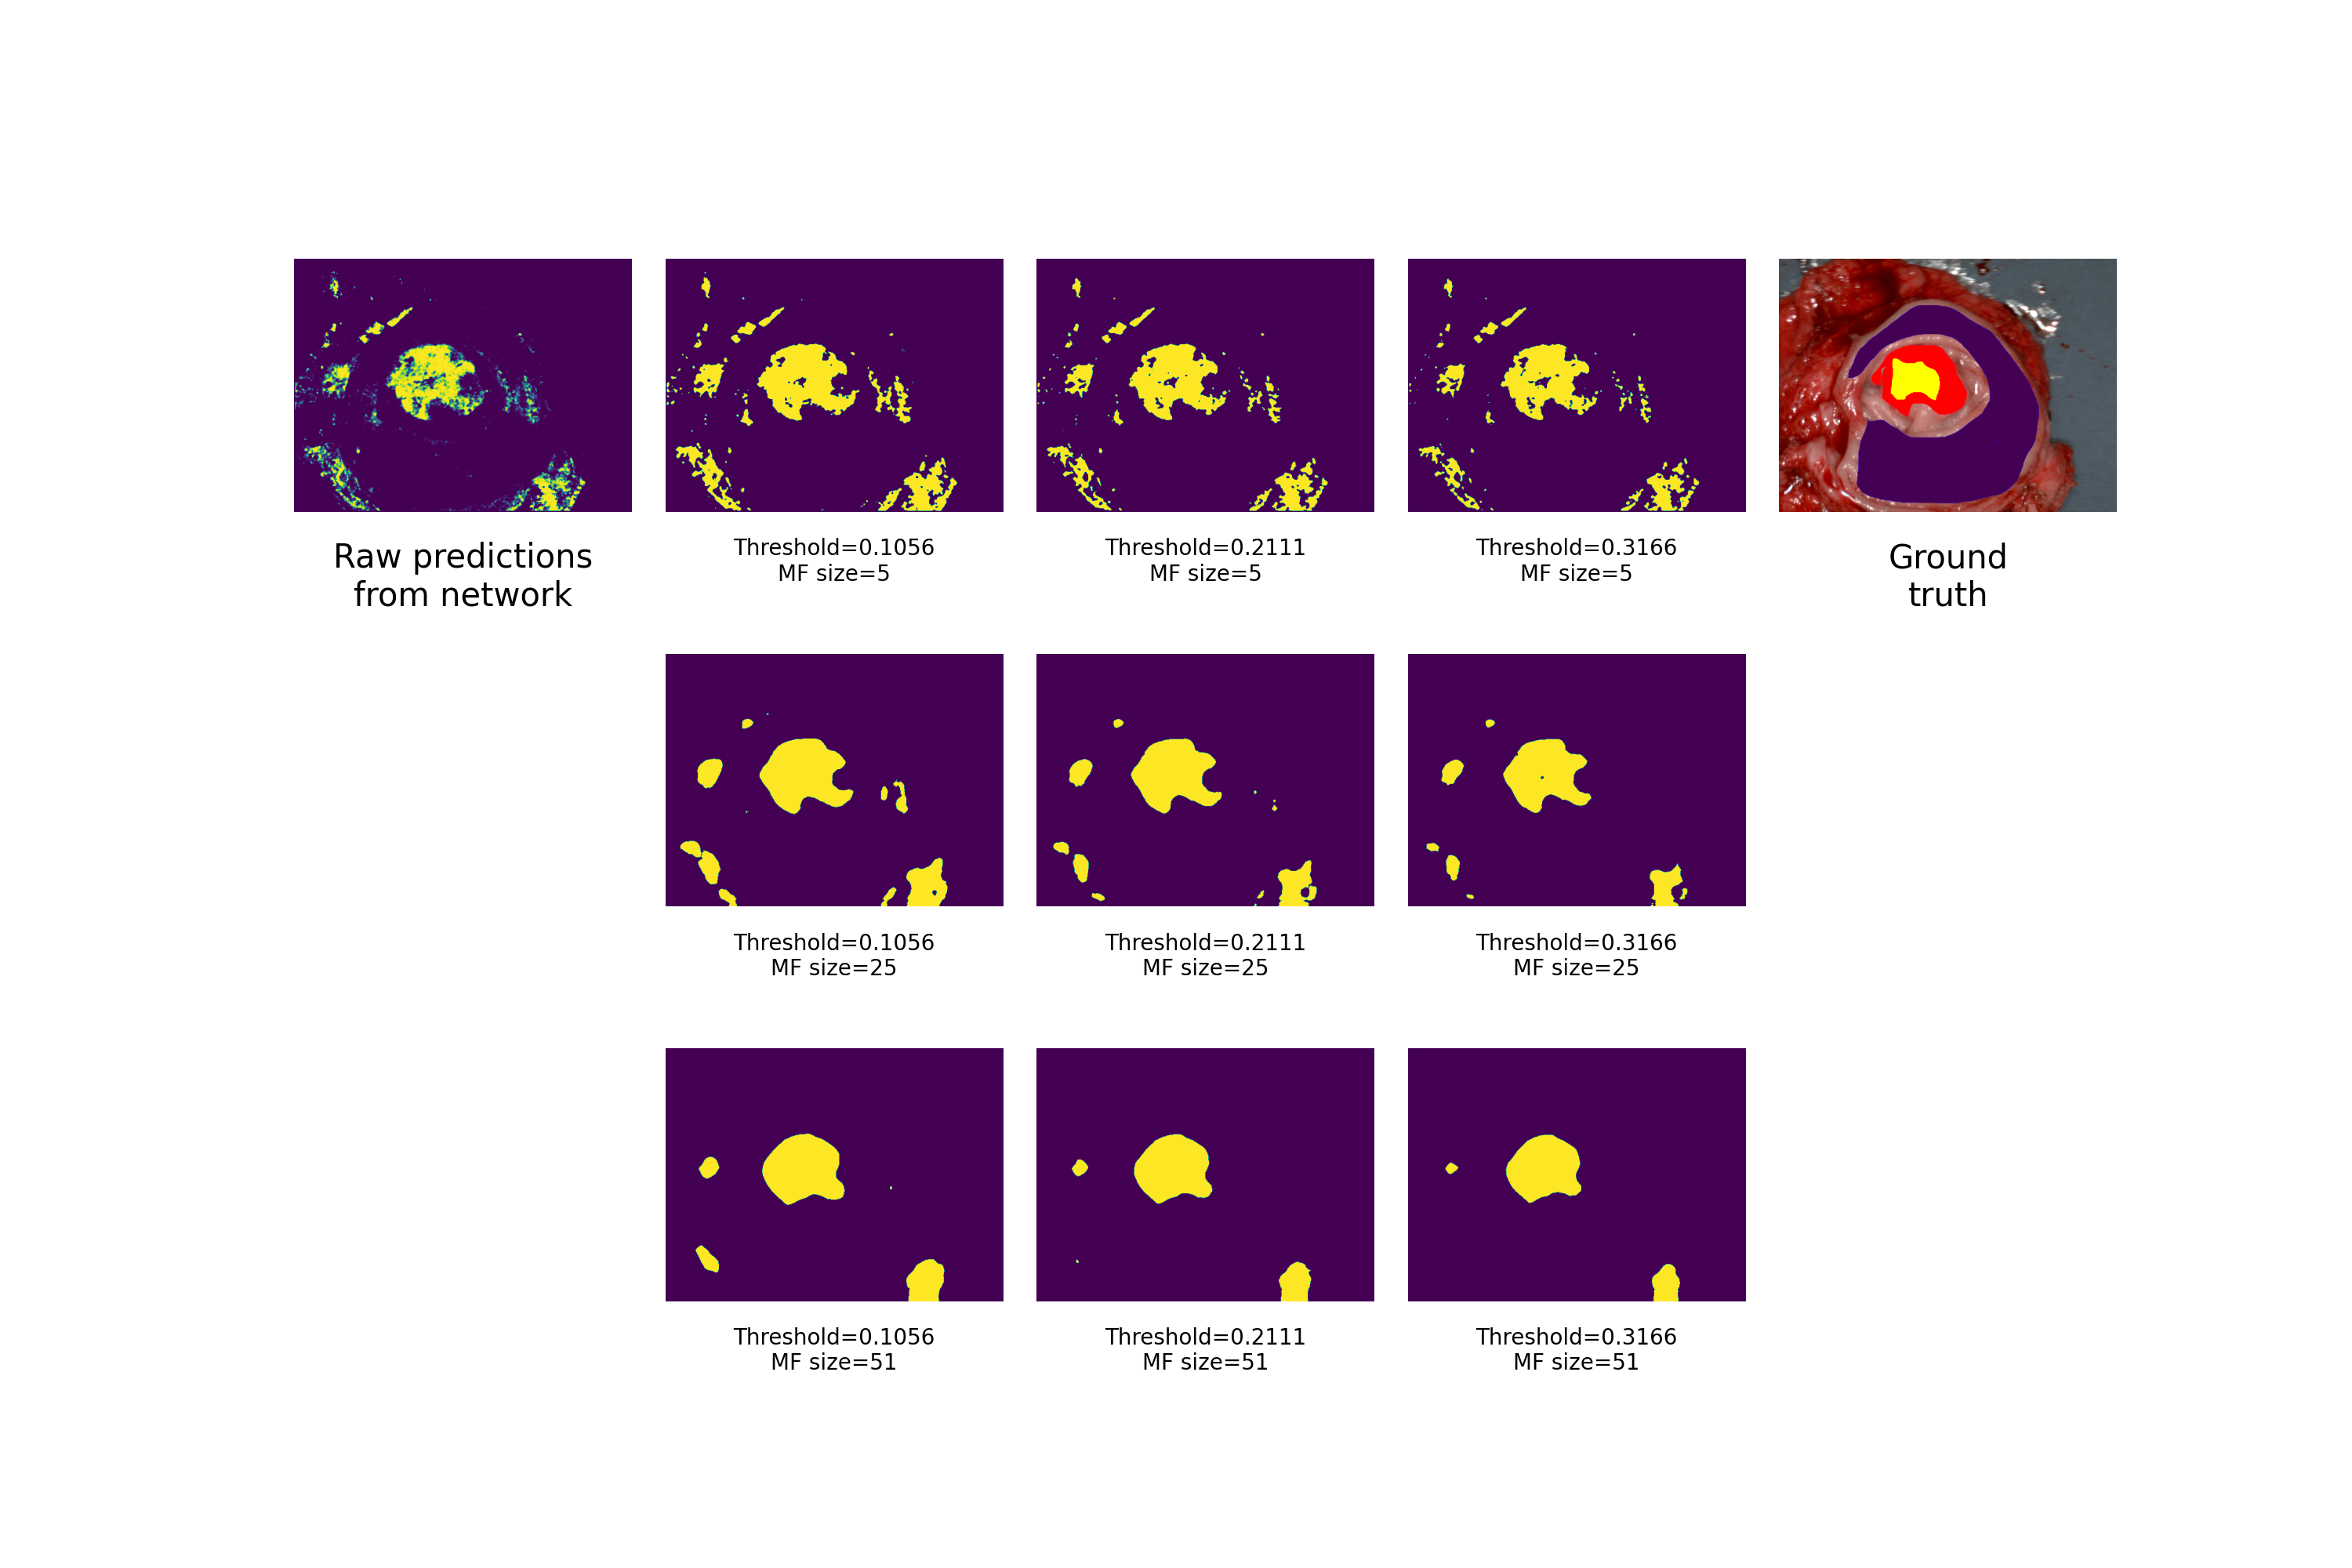 Raw predictions
from network
Threshold=0.1056
MF size=5
Threshold=0.2111
MF size=5
Threshold=0.3166
MF size=5
Ground
truth
Threshold=0.1056
MF size=25
Threshold=0.2111
MF size=25
Threshold=0.3166
MF size=25
Threshold=0.1056
MF size=51
Threshold=0.2111
MF size=51
Threshold=0.3166
MF size=51